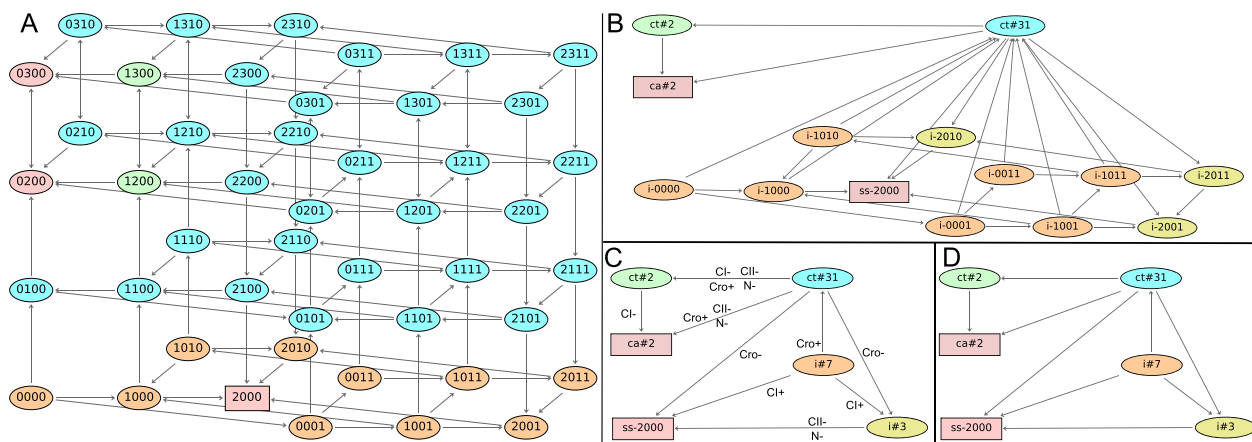 A
0310 1310 2310
0311 1311 2311
0300 1300 2300
0301 1301 2301
0210 1210 2210
0211 1211 2211
0200 1200 2200
0201 1201 2201
1110 2110
0111 1111 2111
0100 1100 2100
0101 1101 2101
1010 2010
0011 1011 2011
0000 1000 2000
0001 1001 2001
B
ct#2 ct#31
ca#2
i-1010 i-2010
i-0011 i-1011 i-2011
i-0000 i-1000 ss-2000
i-0001 i-1001 i-2001
C
ct#2 CI- CII- ct#31
Cro+ N-
CI- Cro+ CII-
N-
ca#2 Cro- Cro+ Cro-
i#7
CI+ CI+
ss-2000 CII- i#3
N-
D
ct#2 ct#31
ca#2
i#7
ss-2000 i#3